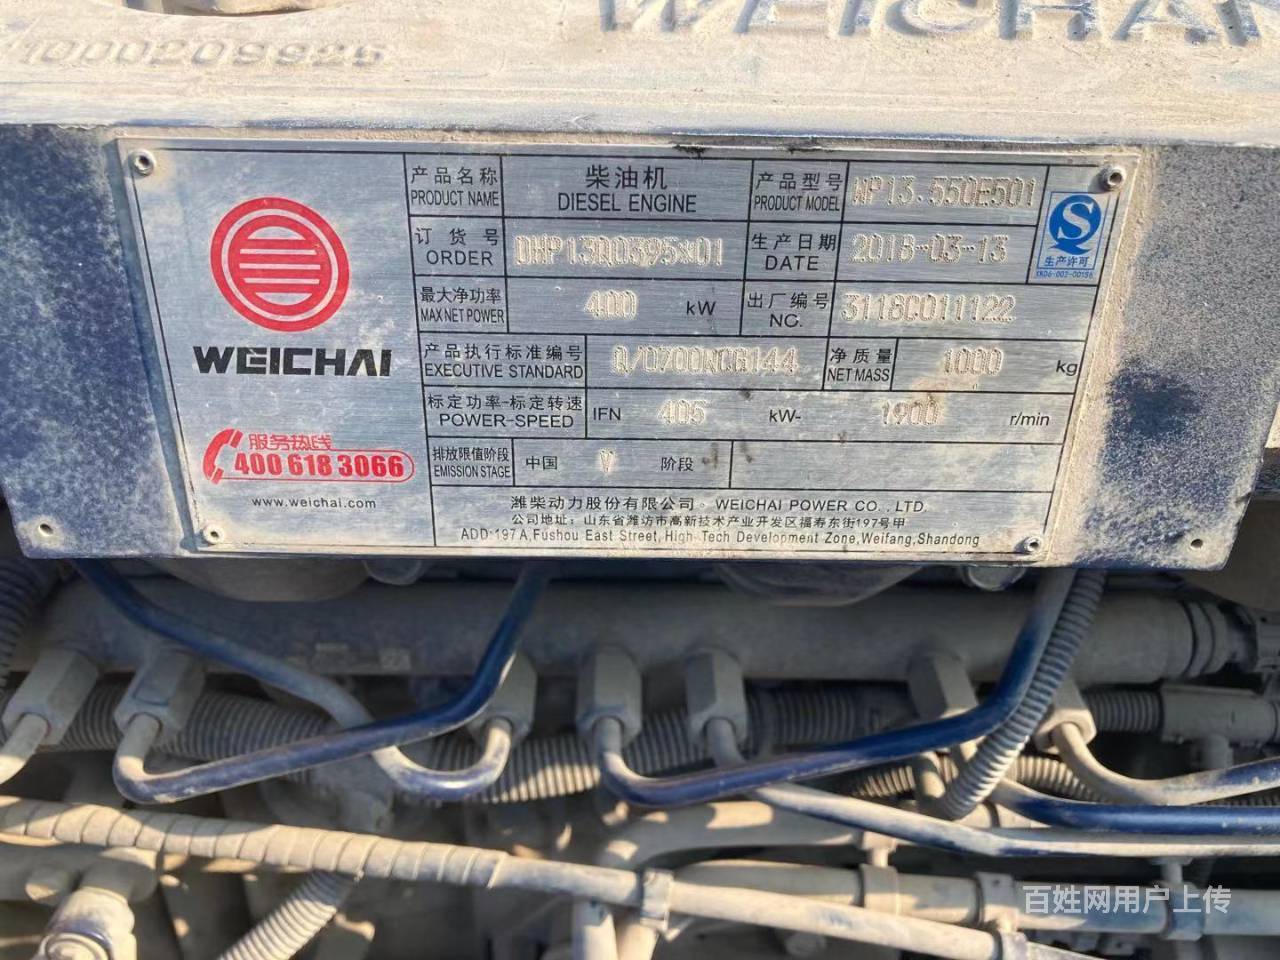 WEICHAI
1000209925
产品名称 柴油机 产品型号 WP13.550E501
PRODUCT NAME DIESEL ENGINE PRODUCT MODEL
订货号 DHP13Q0395*01 生产日期 2018-03-13
ORDER DATE
最大净功率 400 kW 出厂编号 3118C011122
MAX NET POWER NO.
产品执行标准编号 净质量 1000 kg
EXECUTIVE STANDARD NET MASS
标定功率-标定转速 IFN 405 kW- 1900 r/min
POWER-SPEED
排放限值阶段 中国 V 阶段
EMISSION STAGE
生产许可
WEICHAI
服务热线
400 618 3066
www.weichai.com
潍柴动力股份有限公司 · WEICHAI POWER CO., LTD.
公司地址：山东省潍坊市高新技术产业开发区福寿东街197号甲
ADD:197 A,Fushou East Street,High-Tech Development Zone,Weifang,Shandong
百姓网用户上传